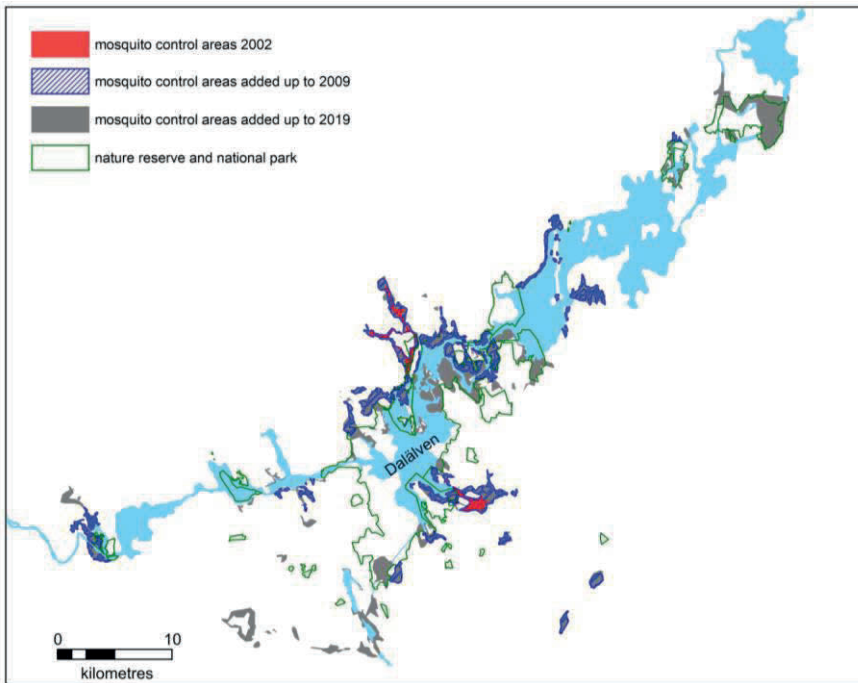 mosquito control areas 2002
mosquito control areas added up to 2009
mosquito control areas added up to 2019
nature reserve and national park
Dalälven
0 10
kilometres